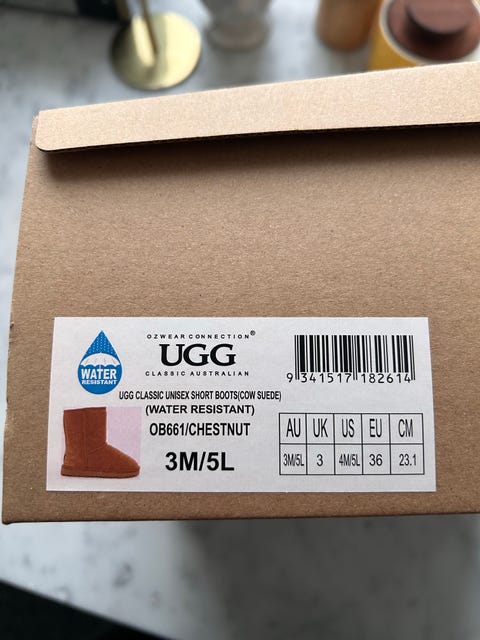 WATER
RESISTANT
OZWEAR CONNECTION®
UGG
CLASSIC AUSTRALIAN
9 341517 182614
UGG CLASSIC UNISEX SHORT BOOTS(COW SUEDE)
(WATER RESISTANT)
OB661/CHESTNUT
3M/5L
AU UK US EU CM
3M/5L 3 4M/5L 36 23.1